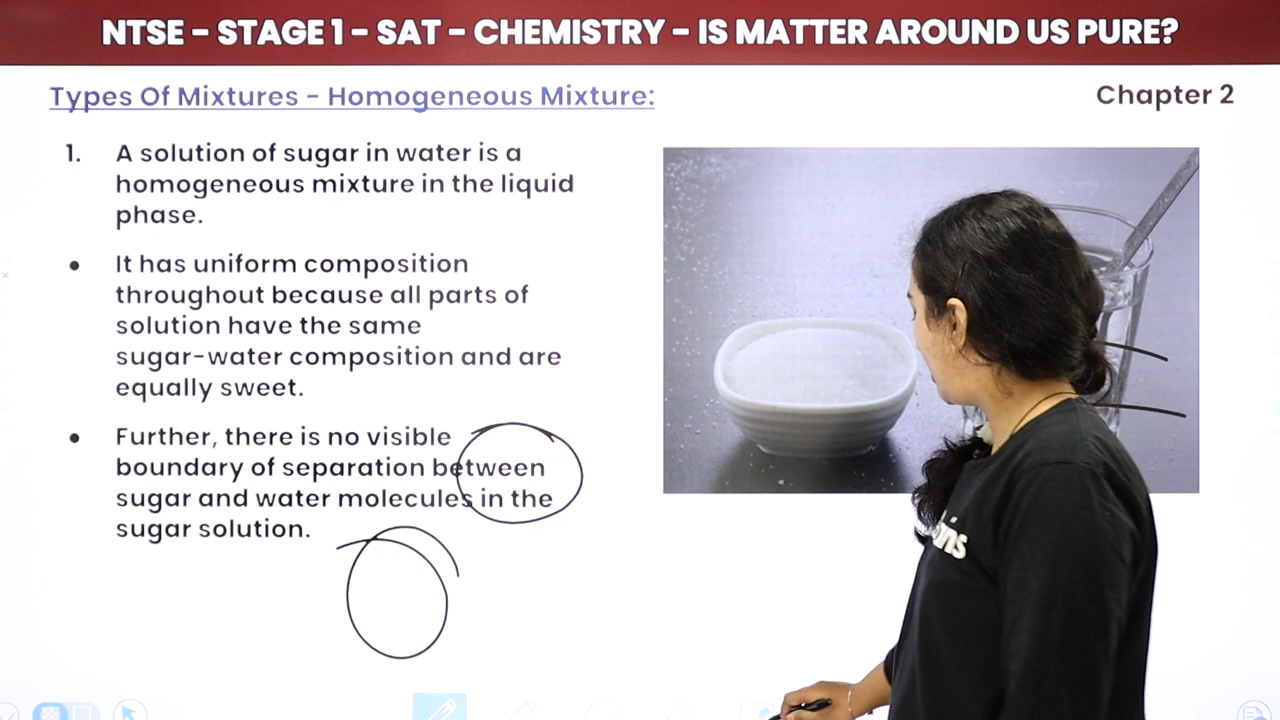 NTSE – STAGE 1 – SAT – CHEMISTRY – IS MATTER AROUND US PURE?
Types Of Mixtures - Homogeneous Mixture:
Chapter 2
1. A solution of sugar in water is a
homogeneous mixture in the liquid
phase.
• It has uniform composition
throughout because all parts of
solution have the same
sugar-water composition and are
equally sweet.
• Further, there is no visible
boundary of separation between
sugar and water molecules in the
sugar solution.